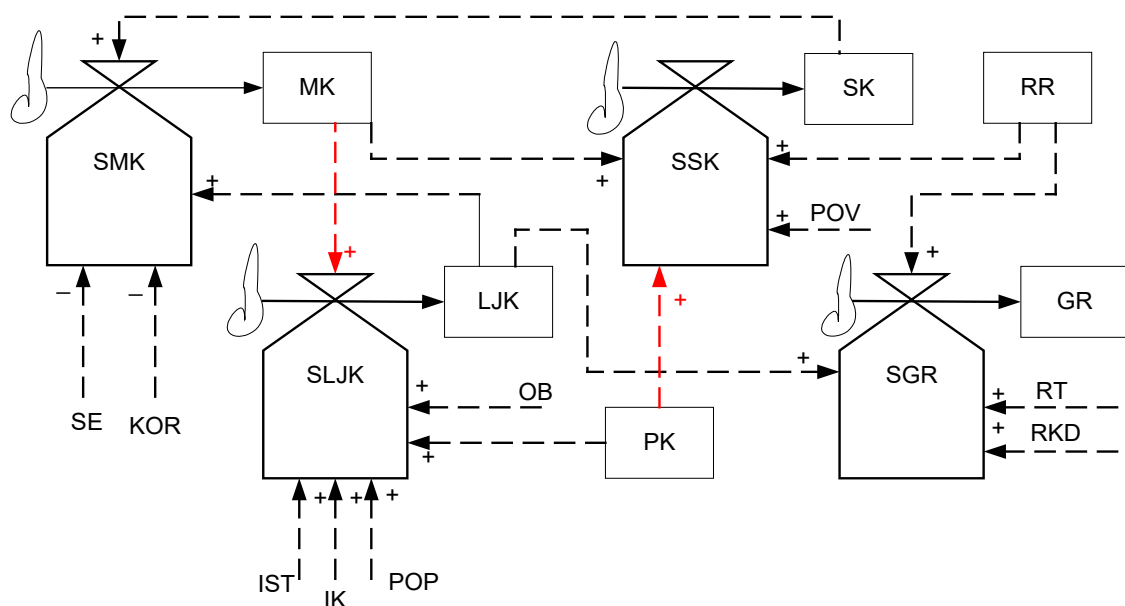 +
MK
SK
RR
SMK
SSK
+
+
+
+
POV
+
+
+
–
–
LJK
+
GR
SLJK
SGR
+
SE
KOR
+
OB
PK
+
+
+
RT
RKD
+
+
+
IST
IK
POP